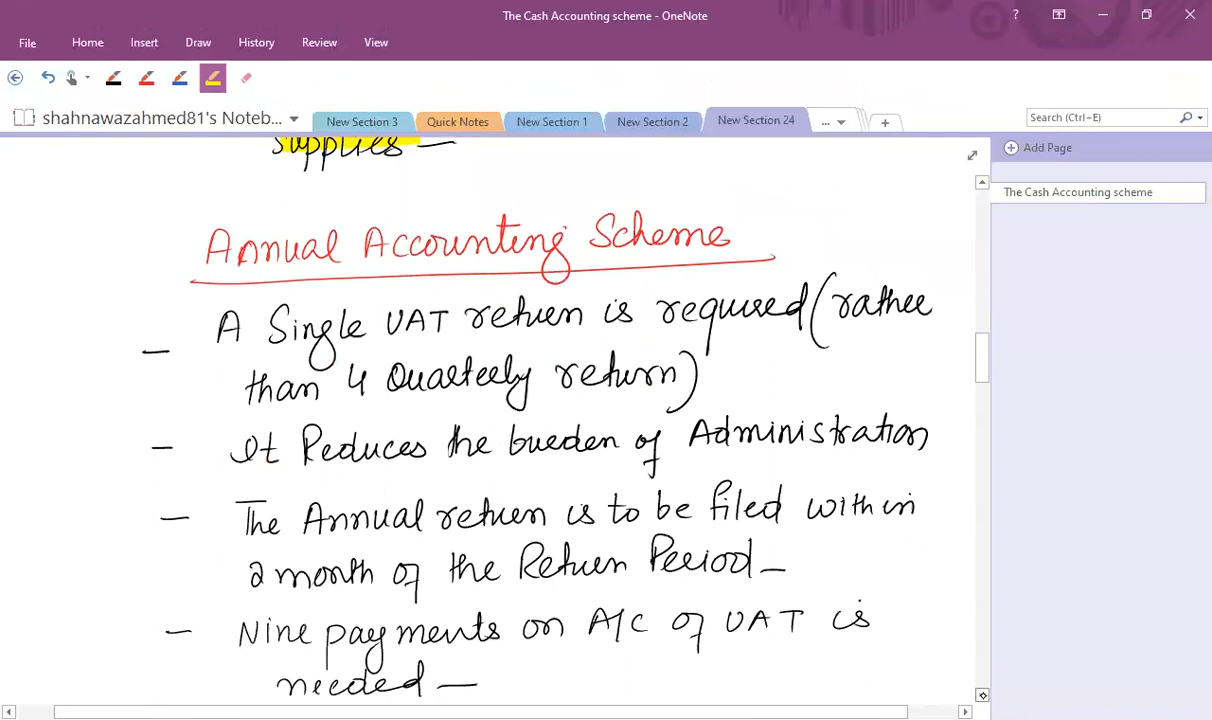 The Cash Accounting scheme - OneNote
?
File Home Insert Draw History Review View
shahnawazahmed81's Noteb... New Section 3 Quick Notes New Section 1 New Section 2 New Section 24 ... + Search (Ctrl+E)
Add Page
The Cash Accounting scheme
supplies-
Annual Accounting Scheme
- A Single VAT return is required (rather
than 4 Quarterly return)
- It Reduces the burden of Administration
- The Annual return is to be filed within
2 month of the Return Period-
- Nine payments on A/C of VAT is
needed-